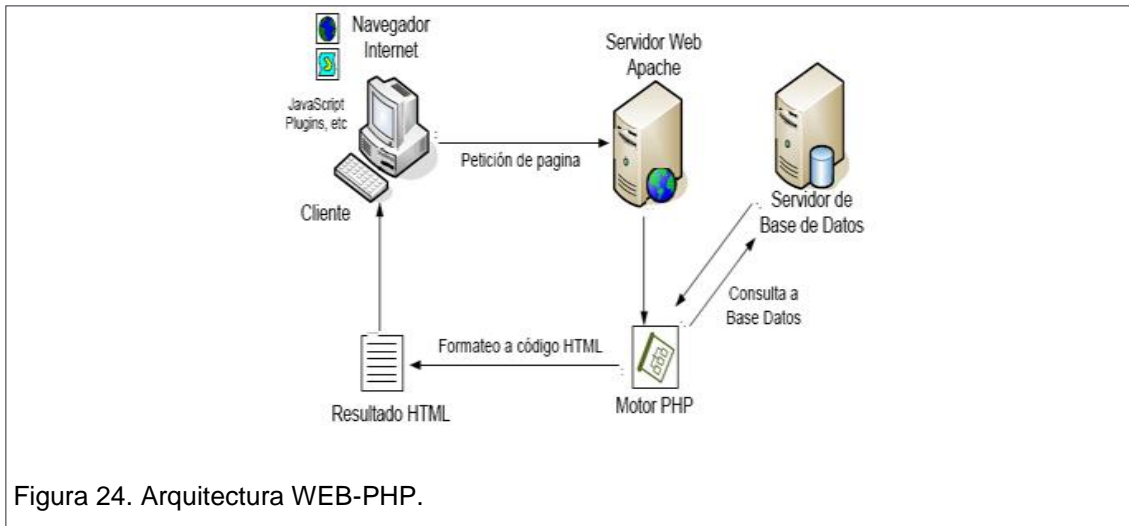 Navegador
Internet
JavaScript
Plugins, etc
Cliente
Petición de pagina
Servidor Web
Apache
Servidor de
Base de Datos
Consulta a
Base Datos
Formateo a código HTML
Motor PHP
Resultado HTML
Figura 24. Arquitectura WEB-PHP.